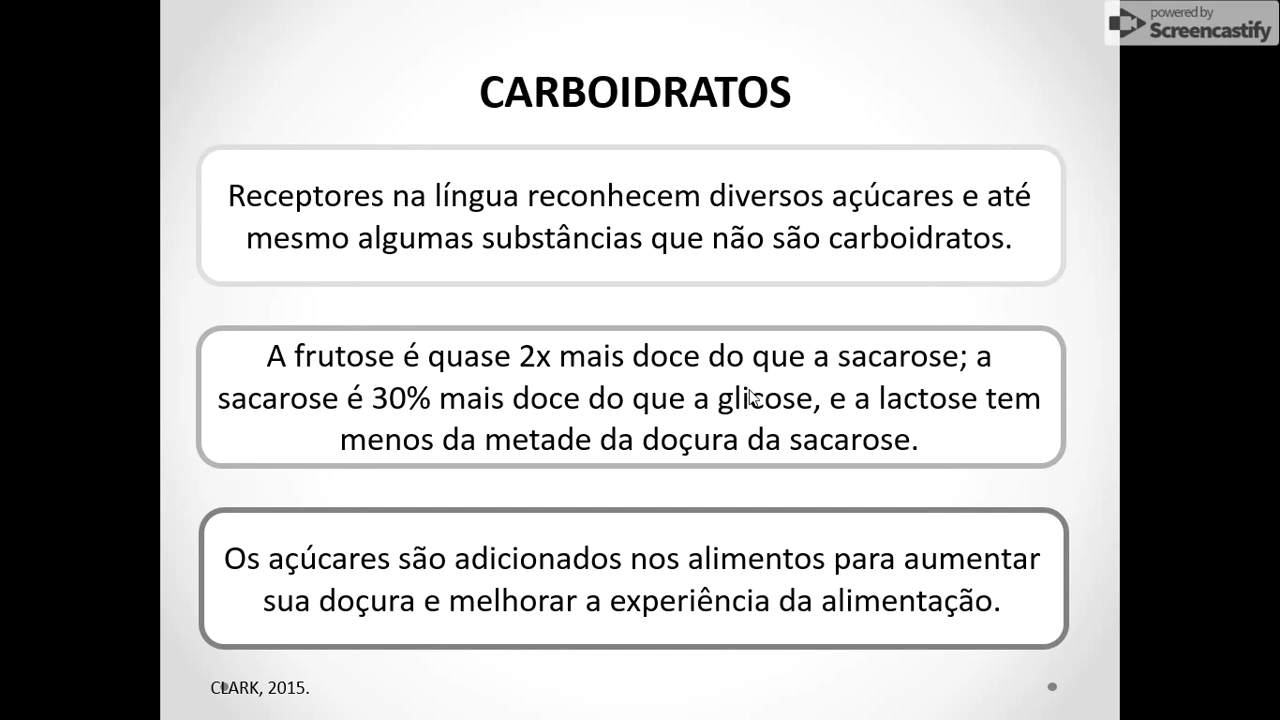 powered by
Screencastify
CARBOIDRATOS
Receptores na língua reconhecem diversos açúcares e até
mesmo algumas substâncias que não são carboidratos.
A frutose é quase 2x mais doce do que a sacarose; a
sacarose é 30% mais doce do que a glicose, e a lactose tem
menos da metade da doçura da sacarose.
Os açúcares são adicionados nos alimentos para aumentar
sua doçura e melhorar a experiência da alimentação.
CLARK, 2015.